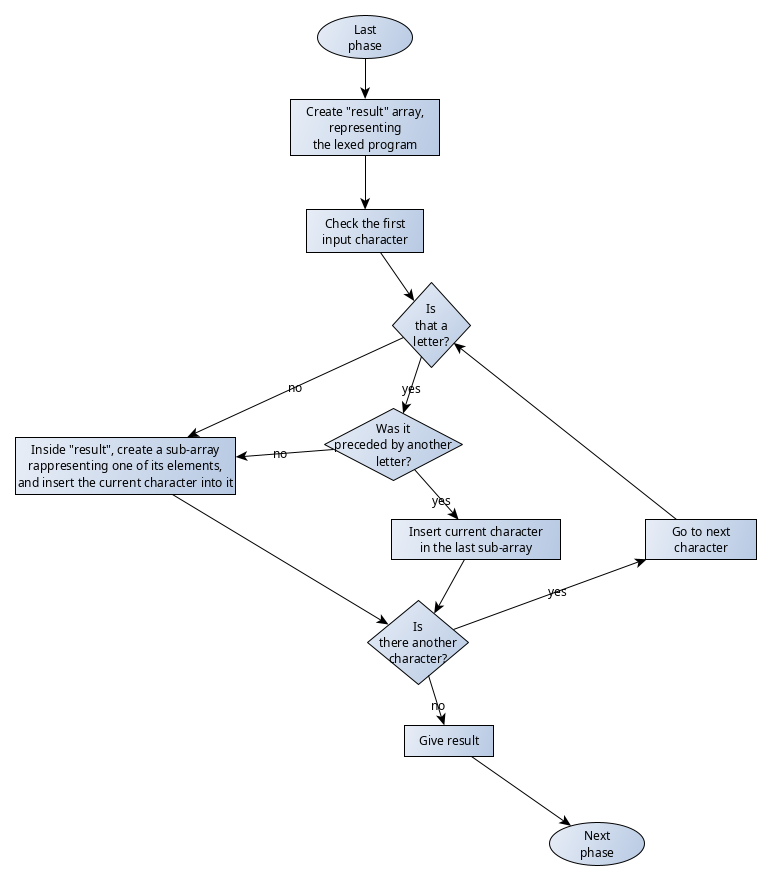 Last
phase
Create "result" array,
representing
the lexed program
Check the first
input character
Is
that a
letter?
no
yes
Was it
preceded by another
letter?
Inside "result", create a sub-array
rappresenting one of its elements,
and insert the current character into it
no
yes
Insert current character
in the last sub-array
Go to next
character
yes
Is
there another
character?
no
Give result
Next
phase